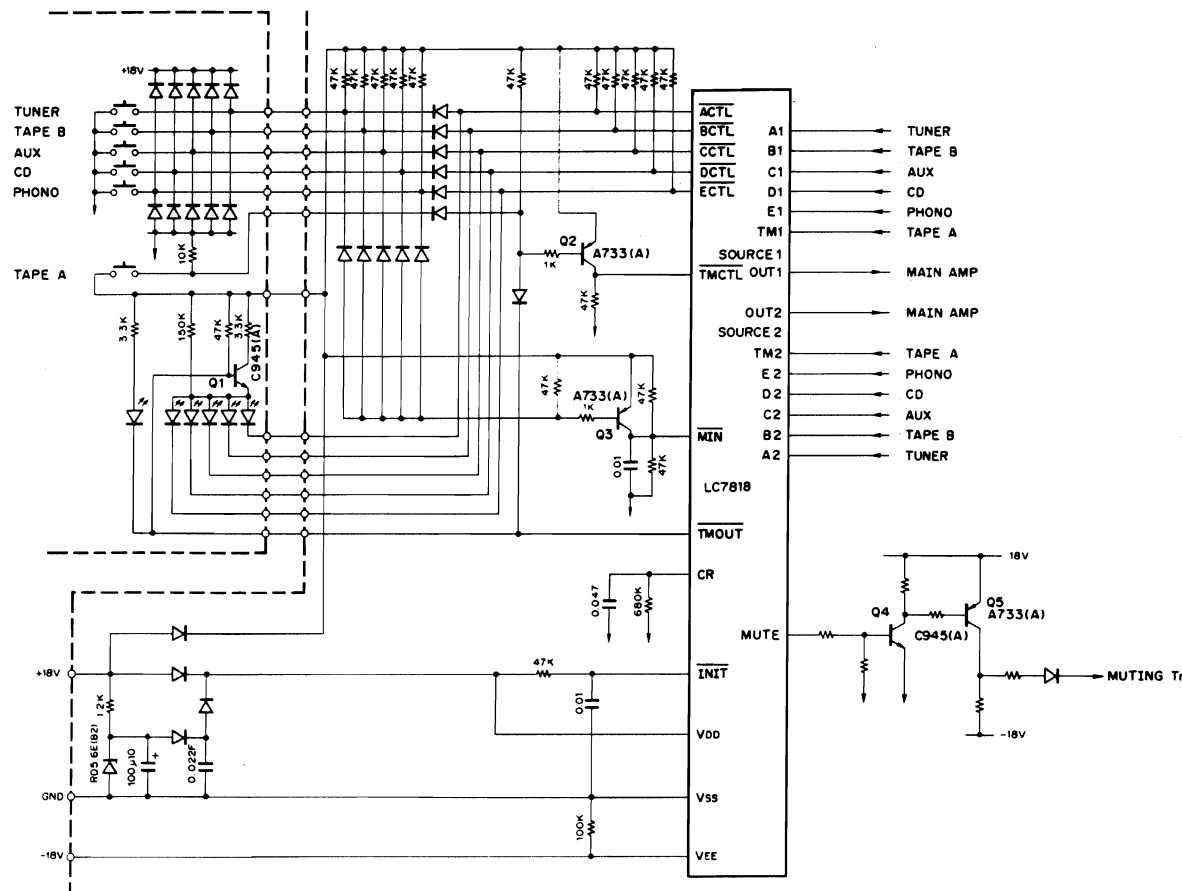 +18V
TUNER
TAPE B
AUX
CD
PHONO
TAPE A
10K
3.3K
150K
47K
3.3K
C945(A)
Q1
47K
47K
47K
47K
47K
47K
47K
47K
47K
47K
47K
Q2
A733(A)
1K
47K
47K
A733(A)
1K
Q3
47K
0.01
47K
ACTL
BCTL
CCTL
DCTL
ECTL
TMCTL
MIN
LC7818
TMOUT
CR
0.047
680K
INIT
VDD
VSS
VEE
A1
B1
C1
D1
E1
TM1
SOURCE 1
OUT1
OUT2
SOURCE 2
TM2
E2
D2
C2
B2
A2
MUTE
TUNER
TAPE B
AUX
CD
PHONO
TAPE A
MAIN AMP
MAIN AMP
TAPE A
PHONO
CD
AUX
TAPE B
TUNER
18V
Q4
C945(A)
Q5
A733(A)
MUTING Tr
-18V
+18V
1.2K
RD5.6E(B2)
100μ10
+
0.022F
47K
0.01
GND
100K
-18V